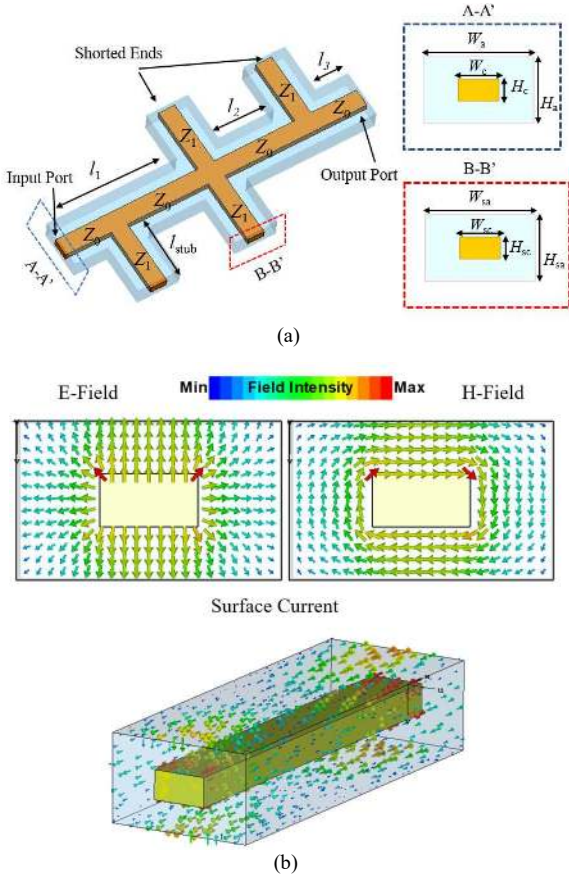 Shorted Ends
l1
l2
l3
Z1
Z1
Z0
Z0
Z0
Z0
Z1
Z1
Input Port
Output Port
lstub
A-A'
B-B'
A-A'
Wa
Wc
Hc
Ha
B-B'
Wsa
Wsc
Hsc
Hsa
(a)
E-Field
Min Field Intensity Max
H-Field
Surface Current
(b)